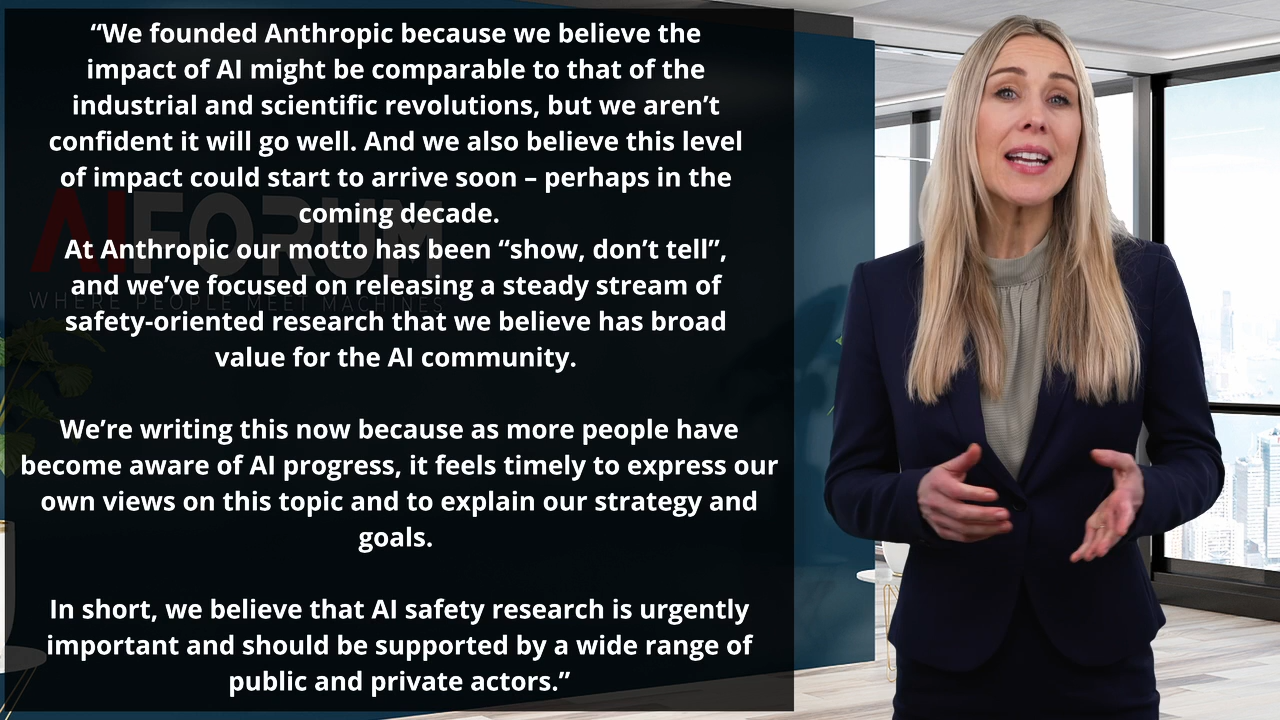 “We founded Anthropic because we believe the
impact of AI might be comparable to that of the
industrial and scientific revolutions, but we aren’t
confident it will go well. And we also believe this level
of impact could start to arrive soon – perhaps in the
coming decade.
At Anthropic our motto has been “show, don’t tell”,
and we’ve focused on releasing a steady stream of
safety-oriented research that we believe has broad
value for the AI community.
We’re writing this now because as more people have
become aware of AI progress, it feels timely to express our
own views on this topic and to explain our strategy and
goals.
In short, we believe that AI safety research is urgently
important and should be supported by a wide range of
public and private actors.”
AIFORUM
WHERE PEOPLE MEET MACHINES